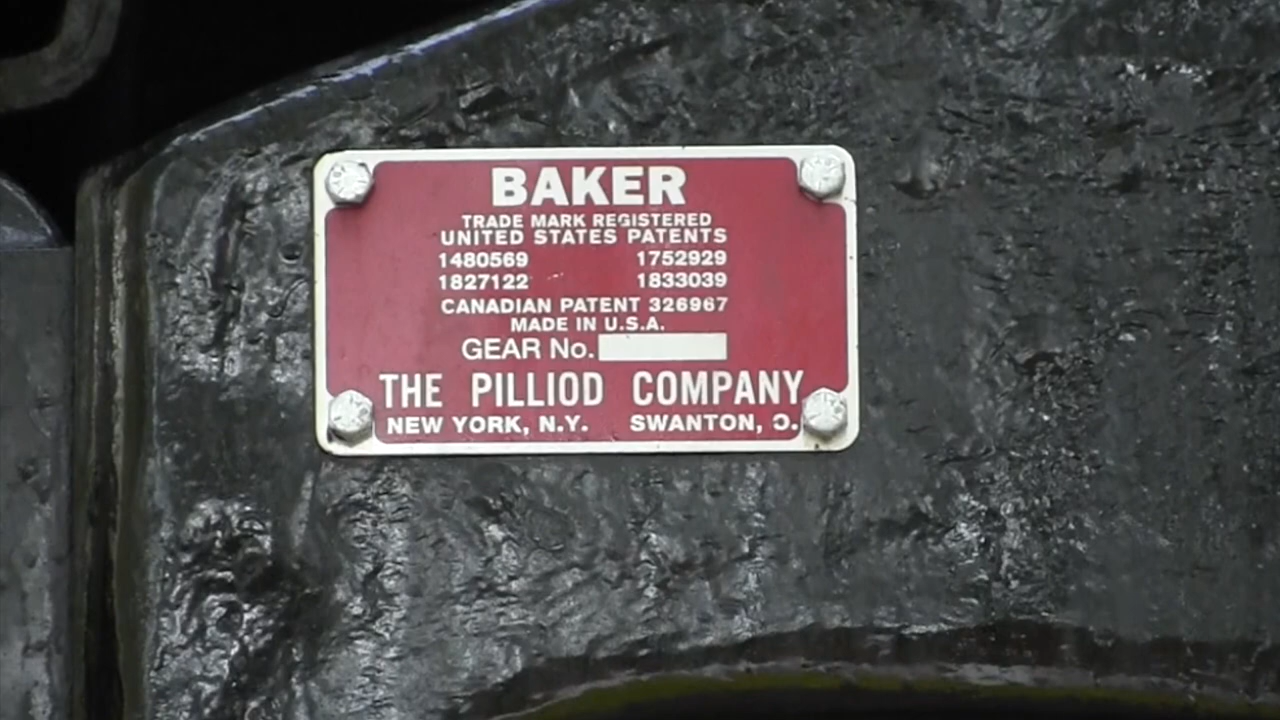 BAKER
TRADE MARK REGISTERED
UNITED STATES PATENTS
1480569 1752929
1827122 1833039
CANADIAN PATENT 326967
MADE IN U.S.A.
GEAR No.
THE PILLIOD COMPANY
NEW YORK, N.Y. SWANTON, O.